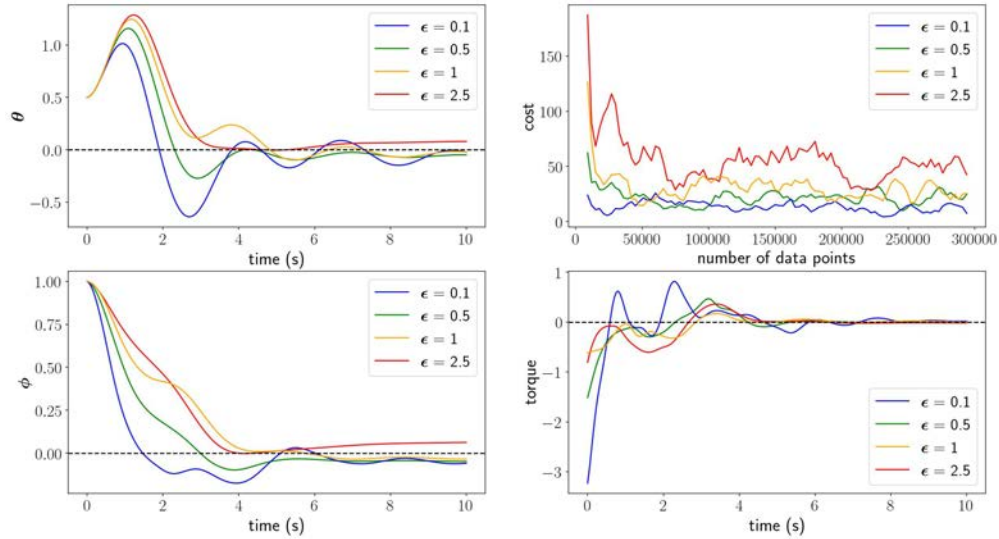 1.0
0.5
0.0
−0.5
θ
0 2 4 6 8 10
time (s)
ϵ = 0.1
ϵ = 0.5
ϵ = 1
ϵ = 2.5
150
100
50
0
cost
0 50000 100000 150000 200000 250000 300000
number of data points
ϵ = 0.1
ϵ = 0.5
ϵ = 1
ϵ = 2.5
1.00
0.75
0.50
0.25
0.00
ϕ
0 2 4 6 8 10
time (s)
ϵ = 0.1
ϵ = 0.5
ϵ = 1
ϵ = 2.5
1
0
−1
−2
−3
torque
0 2 4 6 8 10
time (s)
ϵ = 0.1
ϵ = 0.5
ϵ = 1
ϵ = 2.5